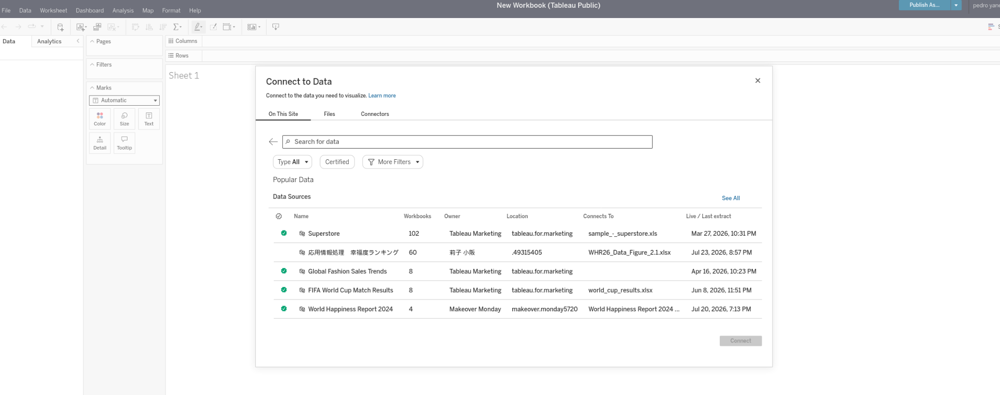 New Workbook (Tableau Public)
Publish As...
pedro yane
File Data Worksheet Dashboard Analysis Map Format Help
Data
Analytics
Pages
Columns
Rows
Filters
Sheet 1
Marks
Automatic
Color Size Text
Detail Tooltip
Connect to Data
Connect to the data you need to visualize. Learn more
On This Site Files Connectors
Search for data
Type All Certified More Filters
Popular Data
Data Sources See All
Name Workbooks Owner Location Connects To Live / Last extract
Superstore 102 Tableau Marketing tableau.for.marketing sample_-_superstore.xls Mar 27, 2026, 10:31 PM
応用情報処理　幸福度ランキング 60 莉子 小阪 .49315405 WHR26_Data_Figure_2.1.xlsx Jul 23, 2026, 8:57 PM
Global Fashion Sales Trends 8 Tableau Marketing tableau.for.marketing Apr 16, 2026, 10:23 PM
FIFA World Cup Match Results 8 Tableau Marketing tableau.for.marketing world_cup_results.xlsx Jun 8, 2026, 11:51 PM
World Happiness Report 2024 4 Makeover Monday makeover.monday5720 World Happiness Report 2024 ... Jul 20, 2026, 7:13 PM
Connect